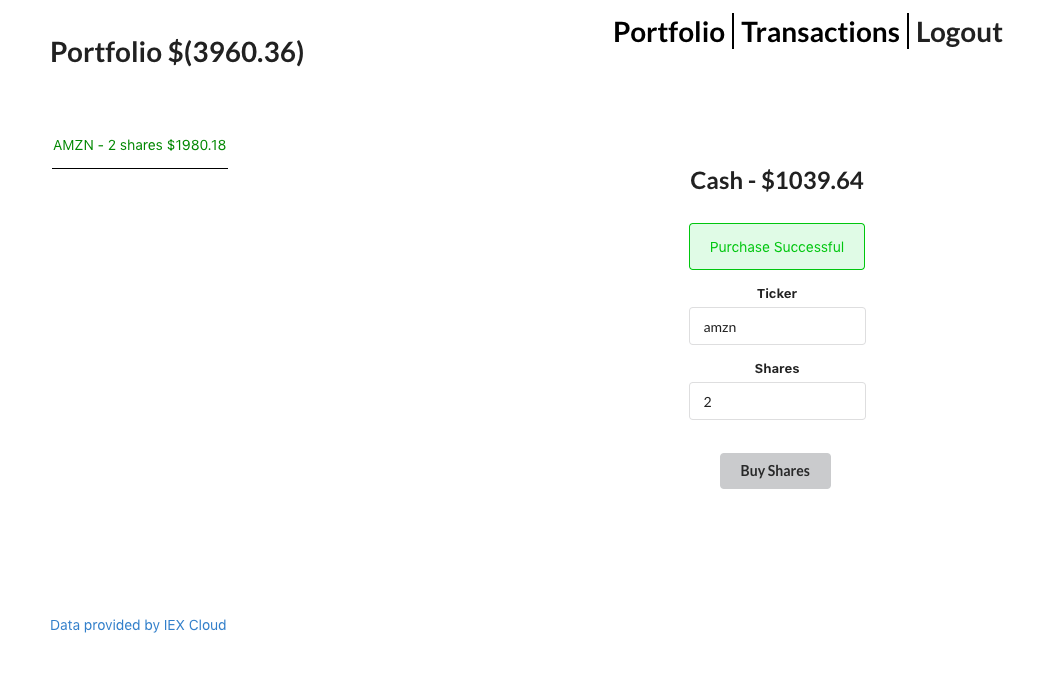 Portfolio $(3960.36)
Portfolio Transactions Logout
AMZN - 2 shares $1980.18
Cash - $1039.64
Purchase Successful
Ticker
amzn
Shares
2
Buy Shares
Data provided by IEX Cloud